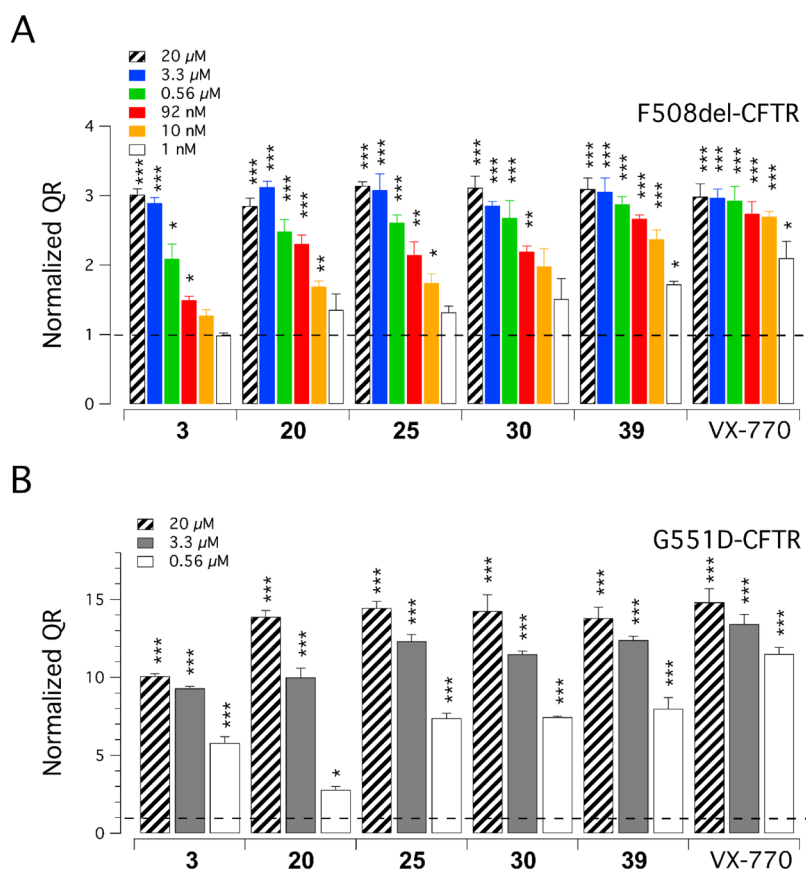 A
20 µM
3.3 µM
0.56 µM
92 nM
10 nM
1 nM
F508del-CFTR
Normalized QR
4
3
2
1
0
*** *** * *
*** *** *** *** **
*** *** *** ** *
*** *** *** **
*** *** *** *** *** *
*** *** *** *** *** *
3 20 25 30 39 VX-770
B
20 µM
3.3 µM
0.56 µM
G551D-CFTR
Normalized QR
15
10
5
0
*** *** ***
*** *** *
*** *** ***
*** *** ***
*** *** ***
*** *** ***
3 20 25 30 39 VX-770